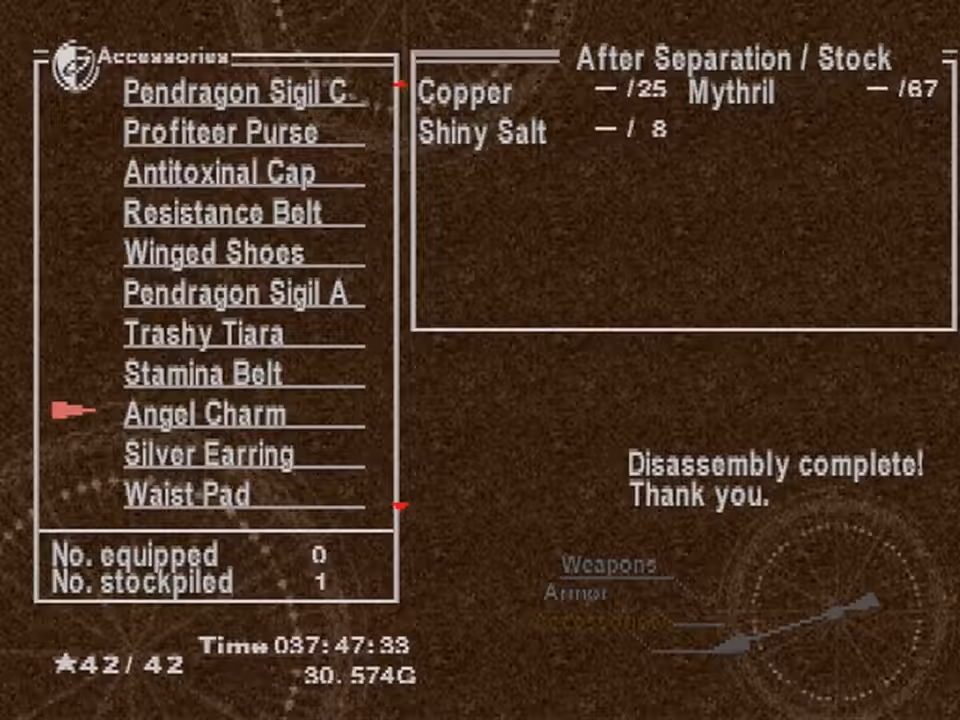 Accessories
Pendragon Sigil C
Profiteer Purse
Antitoxinal Cap
Resistance Belt
Winged Shoes
Pendragon Sigil A
Trashy Tiara
Stamina Belt
Angel Charm
Silver Earring
Waist Pad
No. equipped 0
No. stockpiled 1
★42/ 42
Time 037:47:33
30. 574G
After Separation / Stock
Copper — /25 Mythril — /67
Shiny Salt — / 8
Disassembly complete!
Thank you.
Weapons
Armor